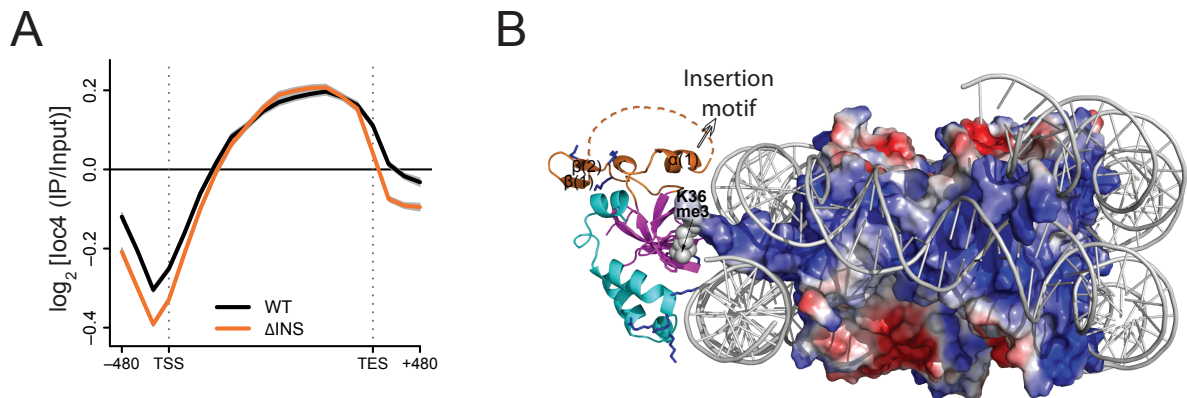 A
log2 [Ioc4 (IP/Input)]
0.2
0.0
−0.2
−0.4
WT
ΔINS
−480
TSS
TES
+480
B
Insertion
motif
β(2)
β(1)
α(1
K36
me3